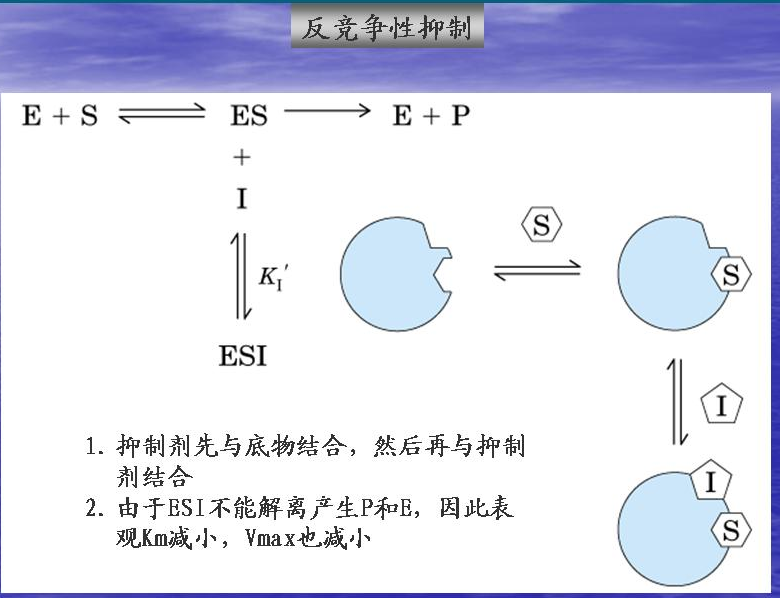 反竞争性抑制
E + S ⇌ ES ⟶ E + P
+
I
K_I′
ESI
S
S
I
I
S
1. 抑制剂先与底物结合，然后再与抑制
剂结合
2. 由于ESI不能解离产生P和E，因此表
观Km减小，Vmax也减小